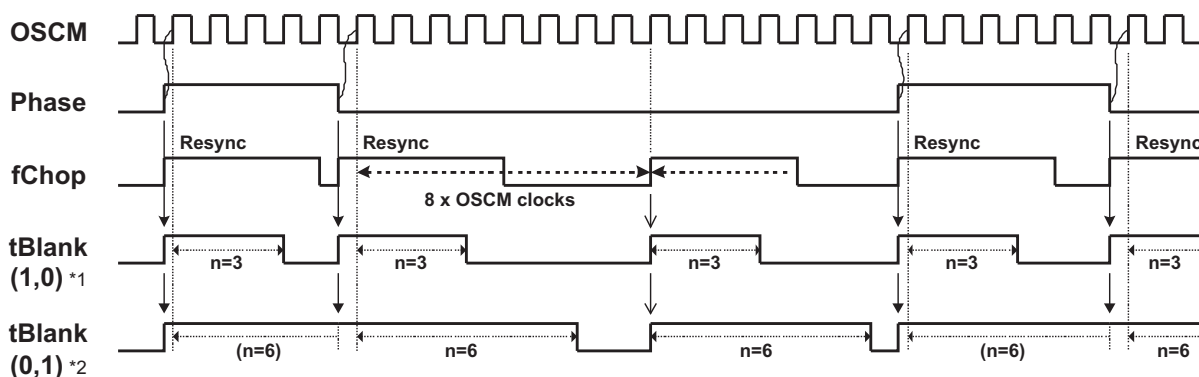 OSCM
Phase
Resync Resync Resync Resync
fChop
8 x OSCM clocks
tBlank
(1,0) *1
n=3 n=3 n=3 n=3 n=3
tBlank
(0,1) *2
(n=6) n=6 n=6 (n=6) n=6